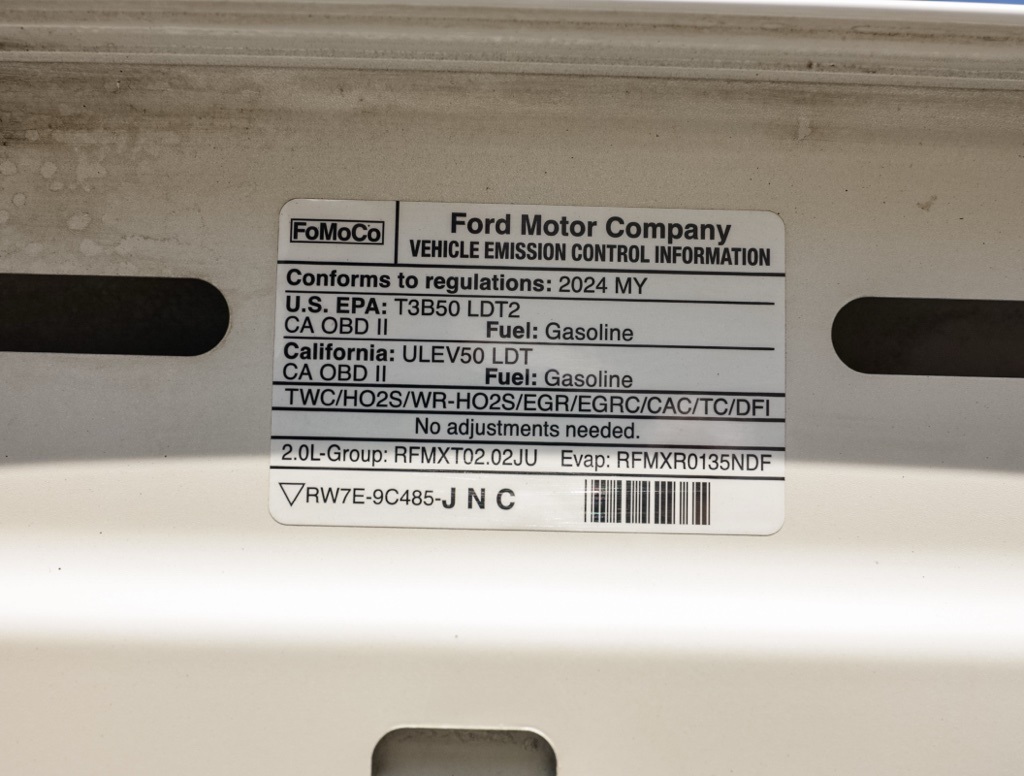 FoMoCo
Ford Motor Company
VEHICLE EMISSION CONTROL INFORMATION
Conforms to regulations: 2024 MY
U.S. EPA: T3B50 LDT2
CA OBD II Fuel: Gasoline
California: ULEV50 LDT
CA OBD II Fuel: Gasoline
TWC/HO2S/WR-HO2S/EGR/EGRC/CAC/TC/DFI
No adjustments needed.
2.0L-Group: RFMXT02.02JU Evap: RFMXR0135NDF
▽RW7E-9C485-J N C